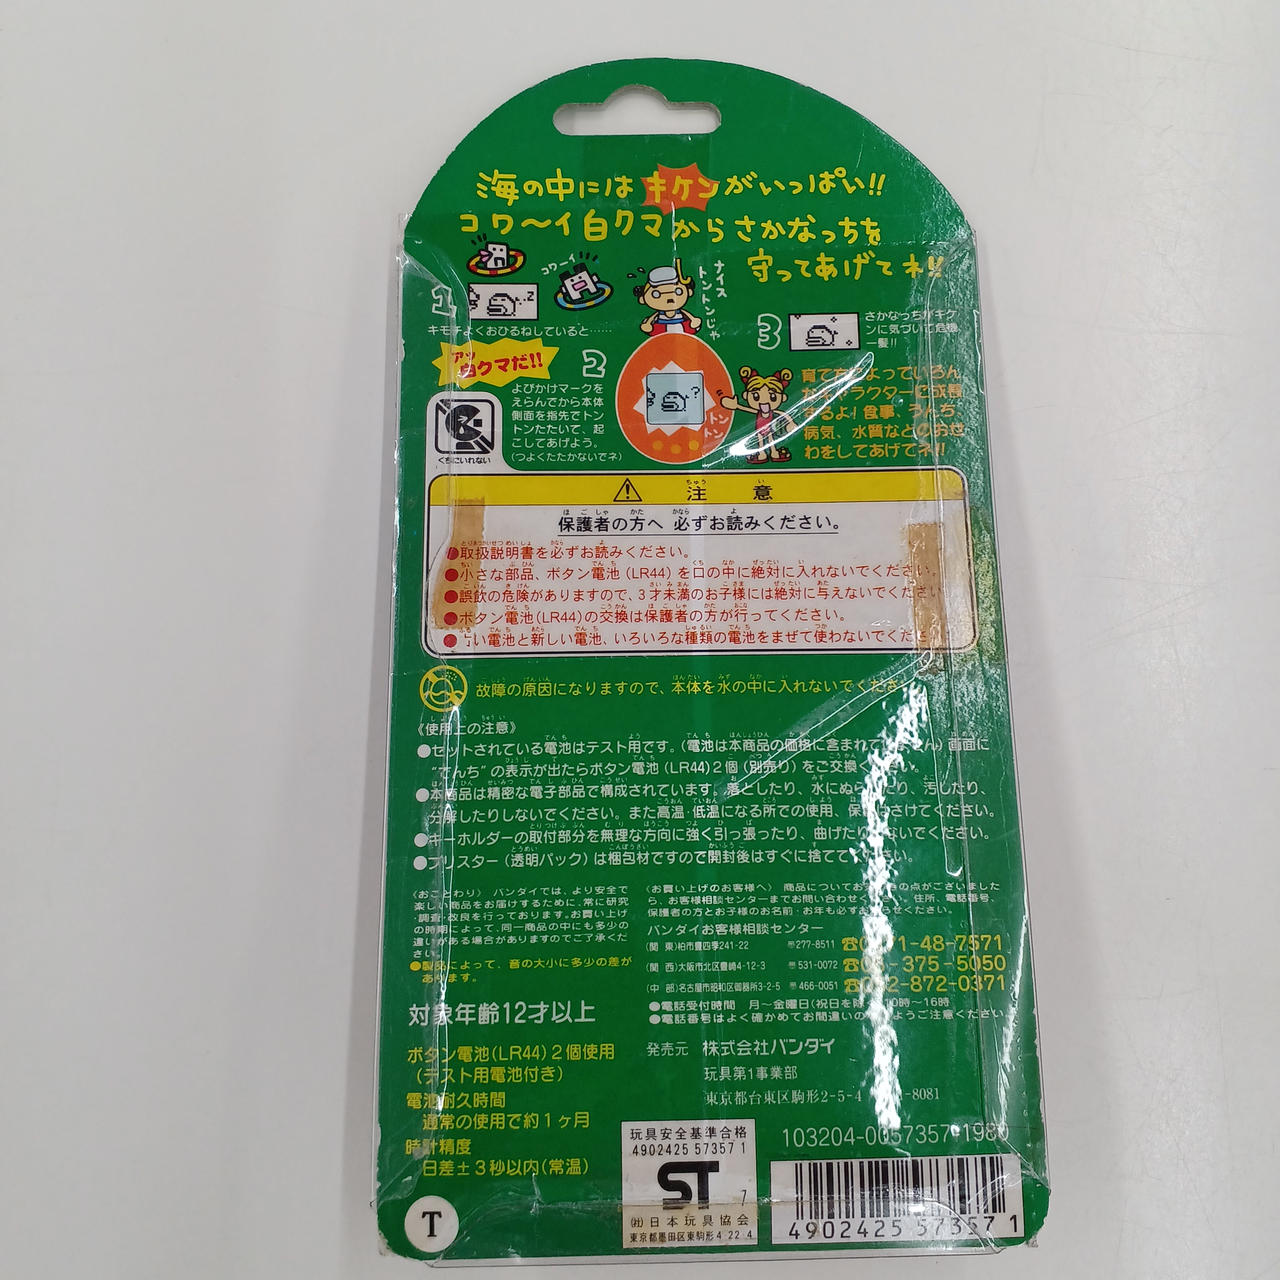 海の中にはキケンがいっぱい!!
コワ〜イ白クマからさかなっちを
守ってあげてネ!!
コワーイ
ナイス
トントンじゃ
1
キモチよくおひるねしていると……
アッ
白クマだ!!
2
よびかけマークを
えらんでから本体
側面を指先でトン
トンたたいて、起
こしてあげよう。
(つよくたたかないでネ)
くちにいれない
トン
トン
3
さかなっちがキケ
ンに気づいて危機
一髪!!
育て方によっていろん
なキャラクターに成長
するよ! 食事、うんち
病気、水質などのお世
わをしてあげてネ!!
注意
保護者の方へ 必ずお読みください。
●取扱説明書を必ずお読みください。
●小さな部品、ボタン電池(LR44)を口の中に絶対に入れないでください。
●誤飲の危険がありますので、3才未満のお子様には絶対に与えないでくださ
●ボタン電池(LR44)の交換は保護者の方が行ってください。
い電池と新しい電池、いろいろな種類の電池をまぜて使わないでくださ
故障の原因になりますので、本体を水の中に入れないでくださ
《使用上の注意》
●セットされている電池はテスト用です。(電池は本商品の価格に含まれていません) 画面に
"でんち"の表示が出たらボタン電池(LR44)2個(別売り)をご交換ください。
●本商品は精密な電子部品で構成されています。落としたり、水にぬらしたり、汚したり、
分解したりしないでください。また高温・低温になる所での使用、保管はさけてください。
●キーホルダーの取付部分を無理な方向に強く引っ張ったり、曲げたりしないでください。
●ブリスター(透明パック)は梱包材ですので開封後はすぐに捨ててください。
〈おことわり〉 バンダイでは、より安全で
楽しい商品をお届けするために、常に研究
・調査・改良を行っております。お買い上げ
の時期によって、同一商品の中にも多少の
違いがある場合がありますのでご了承くだ
さい。
●製品によって、音の大小に多少の差が
あります。
〈お買い上げのお客様へ〉 商品についてお気づきの点がございました
ら、お客様相談センターまでお問い合わせください。住所、電話番号、
保護者の方とお子様のお名前・お年も必ずお知らせください。
バンダイお客様相談センター
(関 東)柏市豊四季241-22 〒277-8511 ☎0471-48-7571
(関 西)大阪市北区豊崎4-12-3 〒531-0072 ☎06-375-5050
(中 部)名古屋市昭和区御器所3-2-5 〒466-0051 ☎052-872-0371
●電話受付時間 月〜金曜日(祝日を除く)10時〜16時
●電話番号はよく確かめてお間違いのないようご注意ください。
対象年齢12才以上
ボタン電池(LR44)2個使用
(テスト用電池付き)
電池耐久時間
通常の使用で約1ヶ月
時計精度
日差±3秒以内(常温)
発売元 株式会社バンダイ
玩具第1事業部
東京都台東区駒形2-5-4 -8081
T
玩具安全基準合格
4902425 57357 1
ST
7
㈳日本玩具協会
東京都墨田区東駒形4 22 4
103204-0057357-1980
4902425 573571